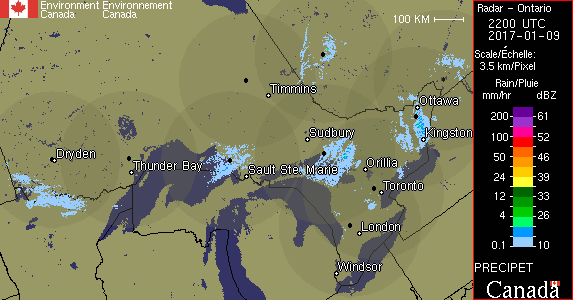 Environment Environnement
Canada Canada
100 KM
Timmins
Ottawa
Sudbury
Kingston
Dryden
Thunder Bay
Sault Ste. Marie
Orillia
Toronto
London
Windsor
Radar - Ontario
2200 UTC
2017-01-09
Scale/Échelle:
3.5 km/Pixel
Rain/Pluie
mm/hr dBZ
200 61
100 52
50 46
24 39
12 33
4 26
0.1 10
PRECIPET
Canada